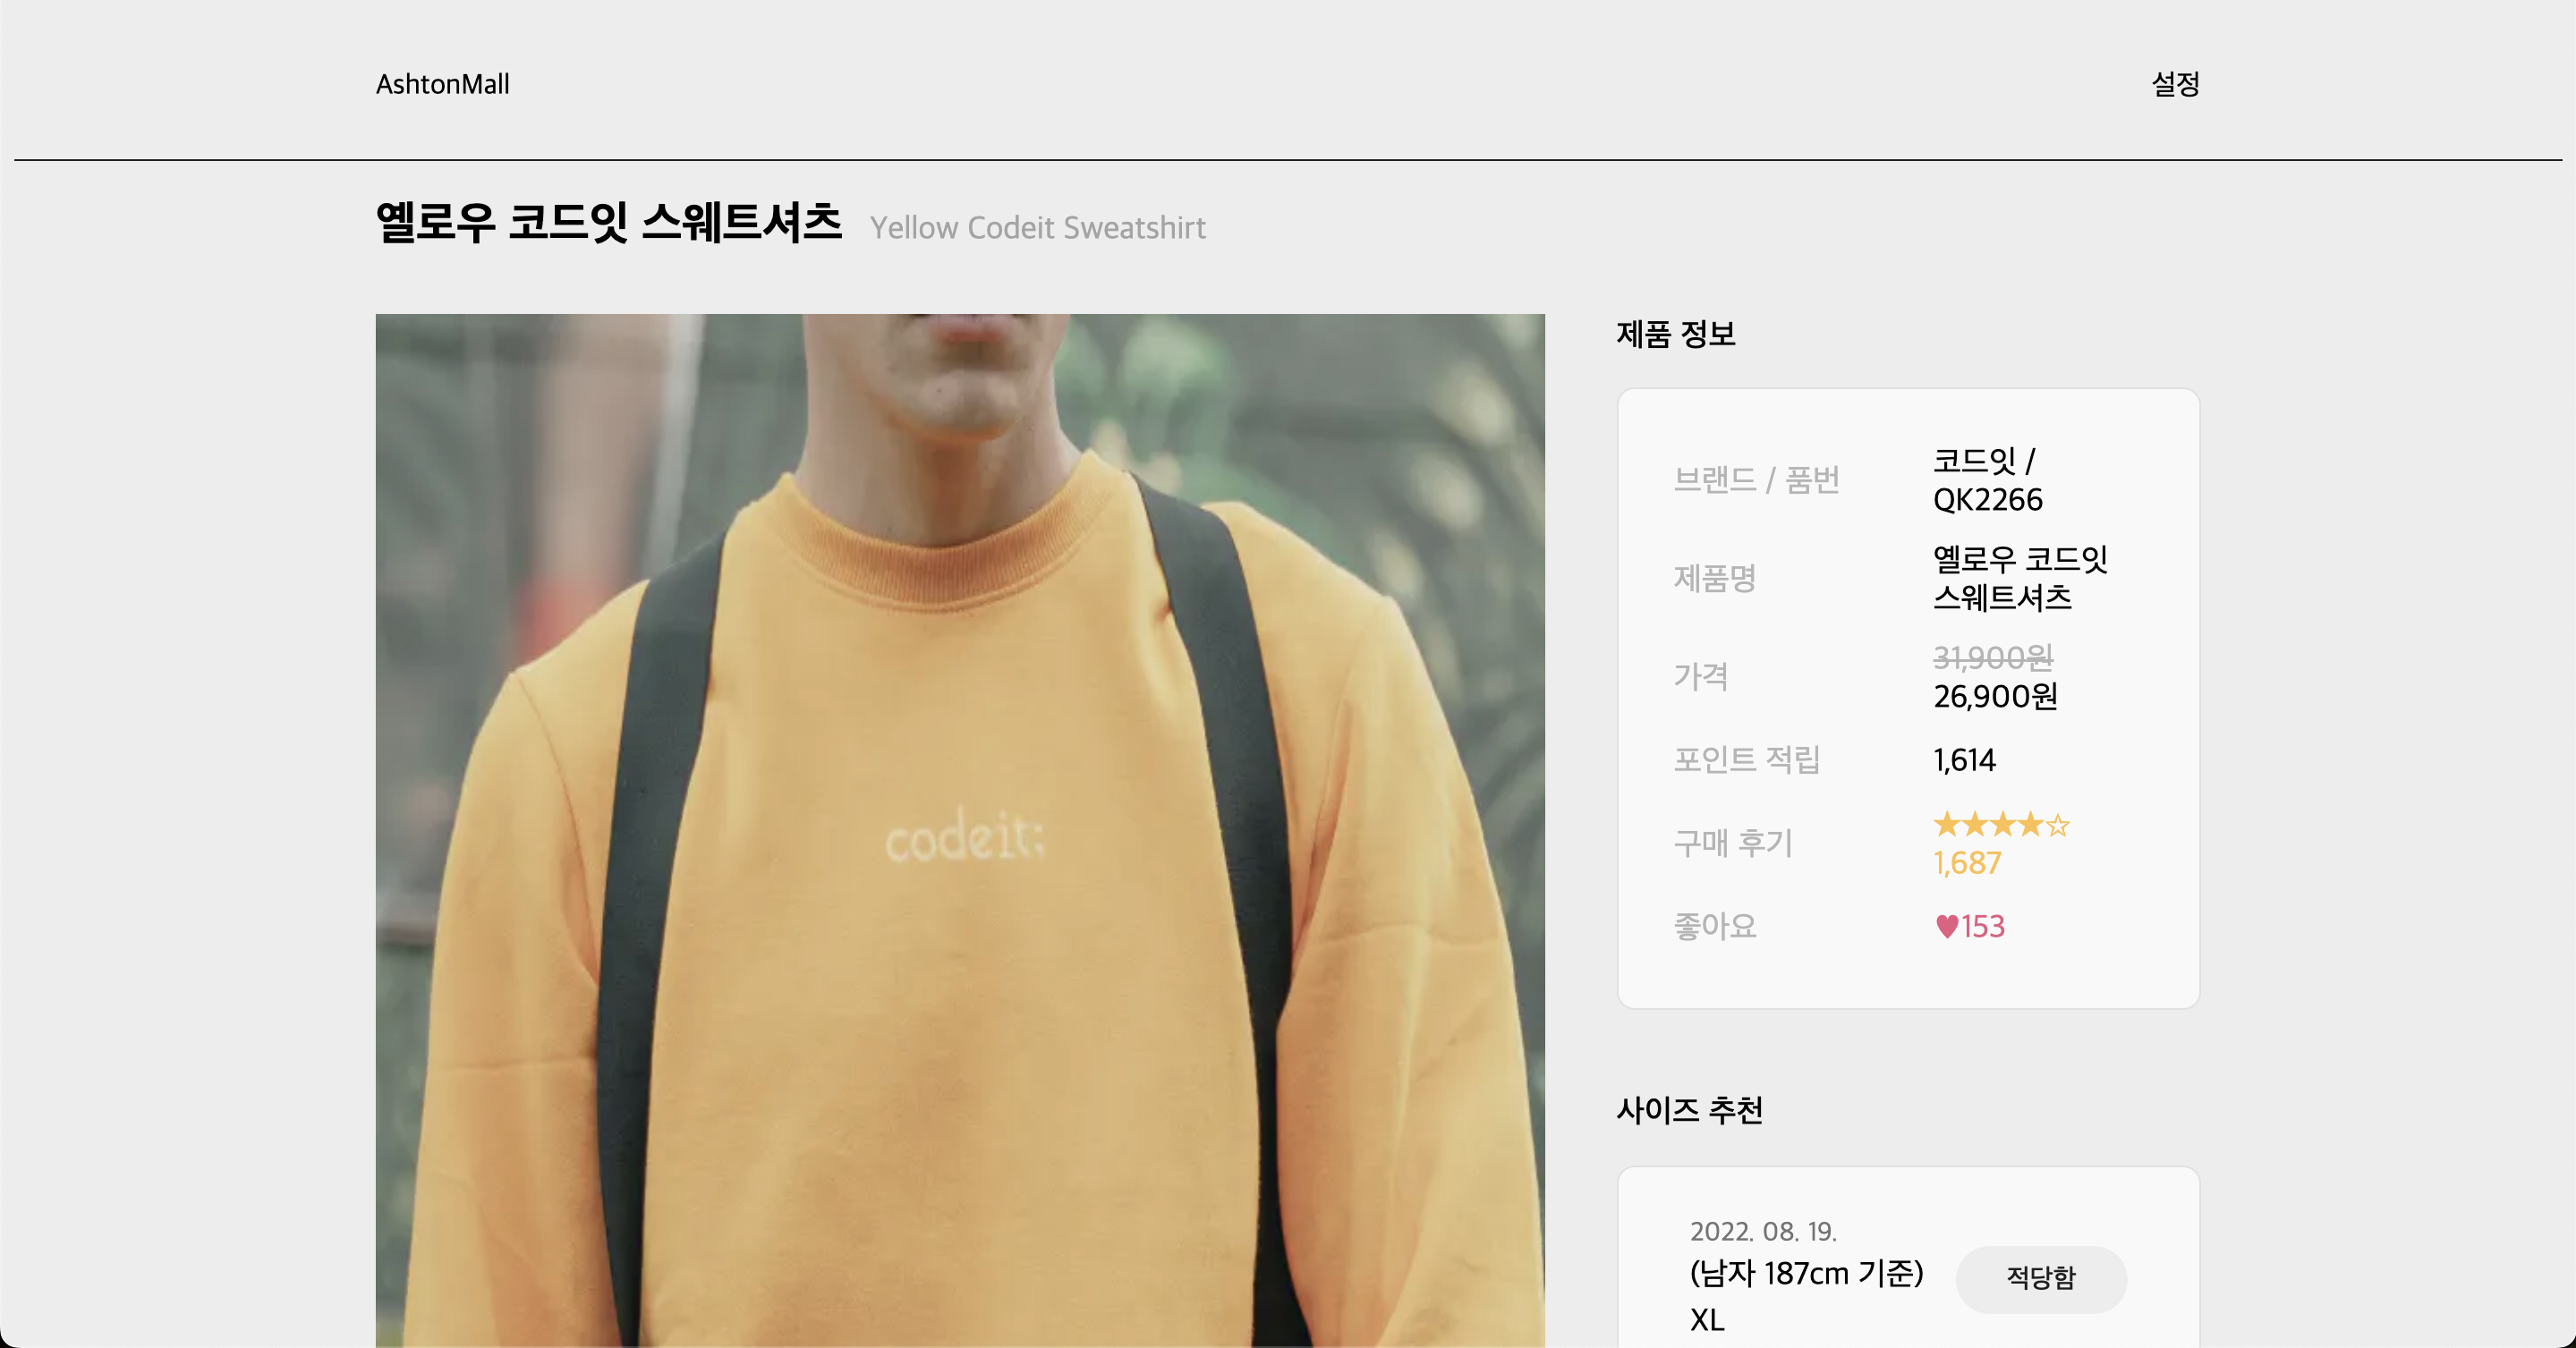 AshtonMall
설정
옐로우 코드잇 스웨트셔츠 Yellow Codeit Sweatshirt
codeit;
제품 정보
브랜드 / 품번
코드잇 /
QK2266
제품명
옐로우 코드잇
스웨트셔츠
가격
31,900원
26,900원
포인트 적립
1,614
구매 후기
★★★★☆
1,687
좋아요
♥153
사이즈 추천
2022. 08. 19.
(남자 187cm 기준)
XL
적당함